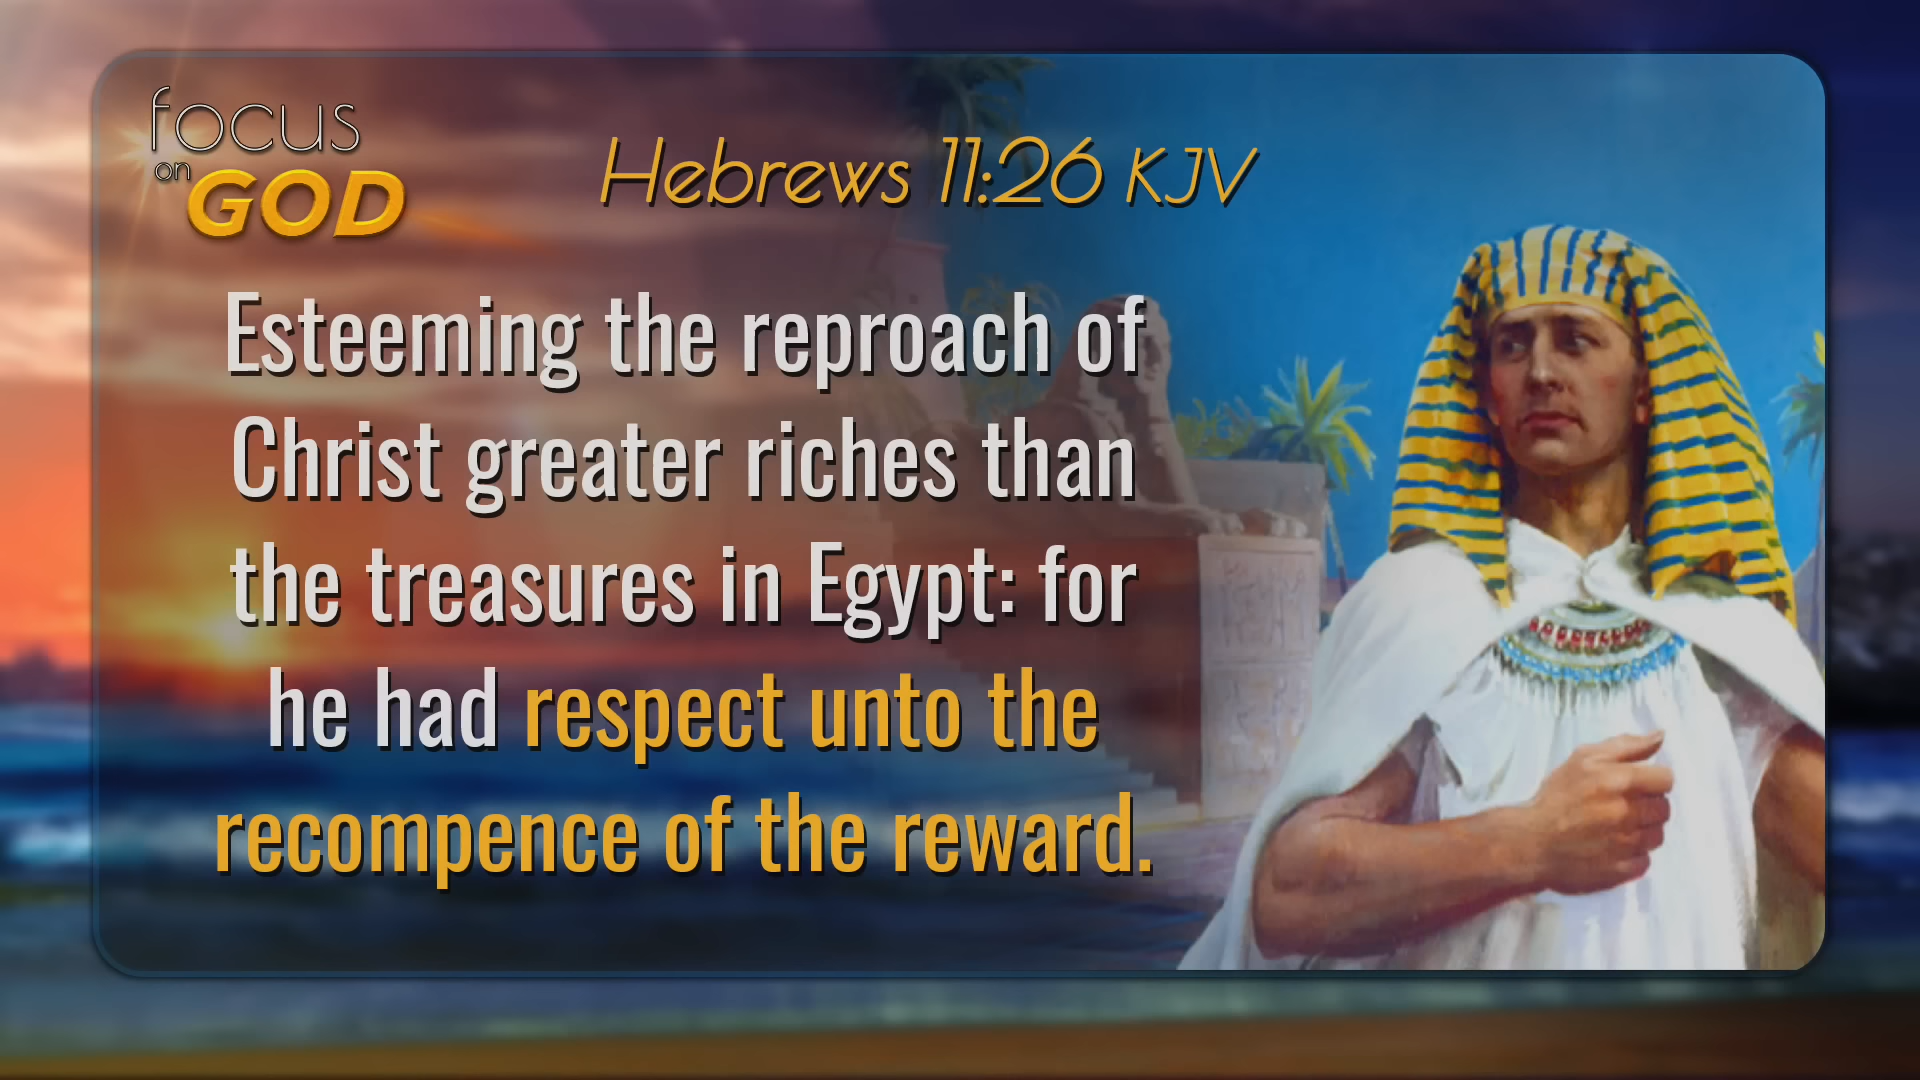 focus
on
GOD
Hebrews 11:26 KJV
Esteeming the reproach of
Christ greater riches than
the treasures in Egypt: for
he had respect unto the
recompence of the reward.